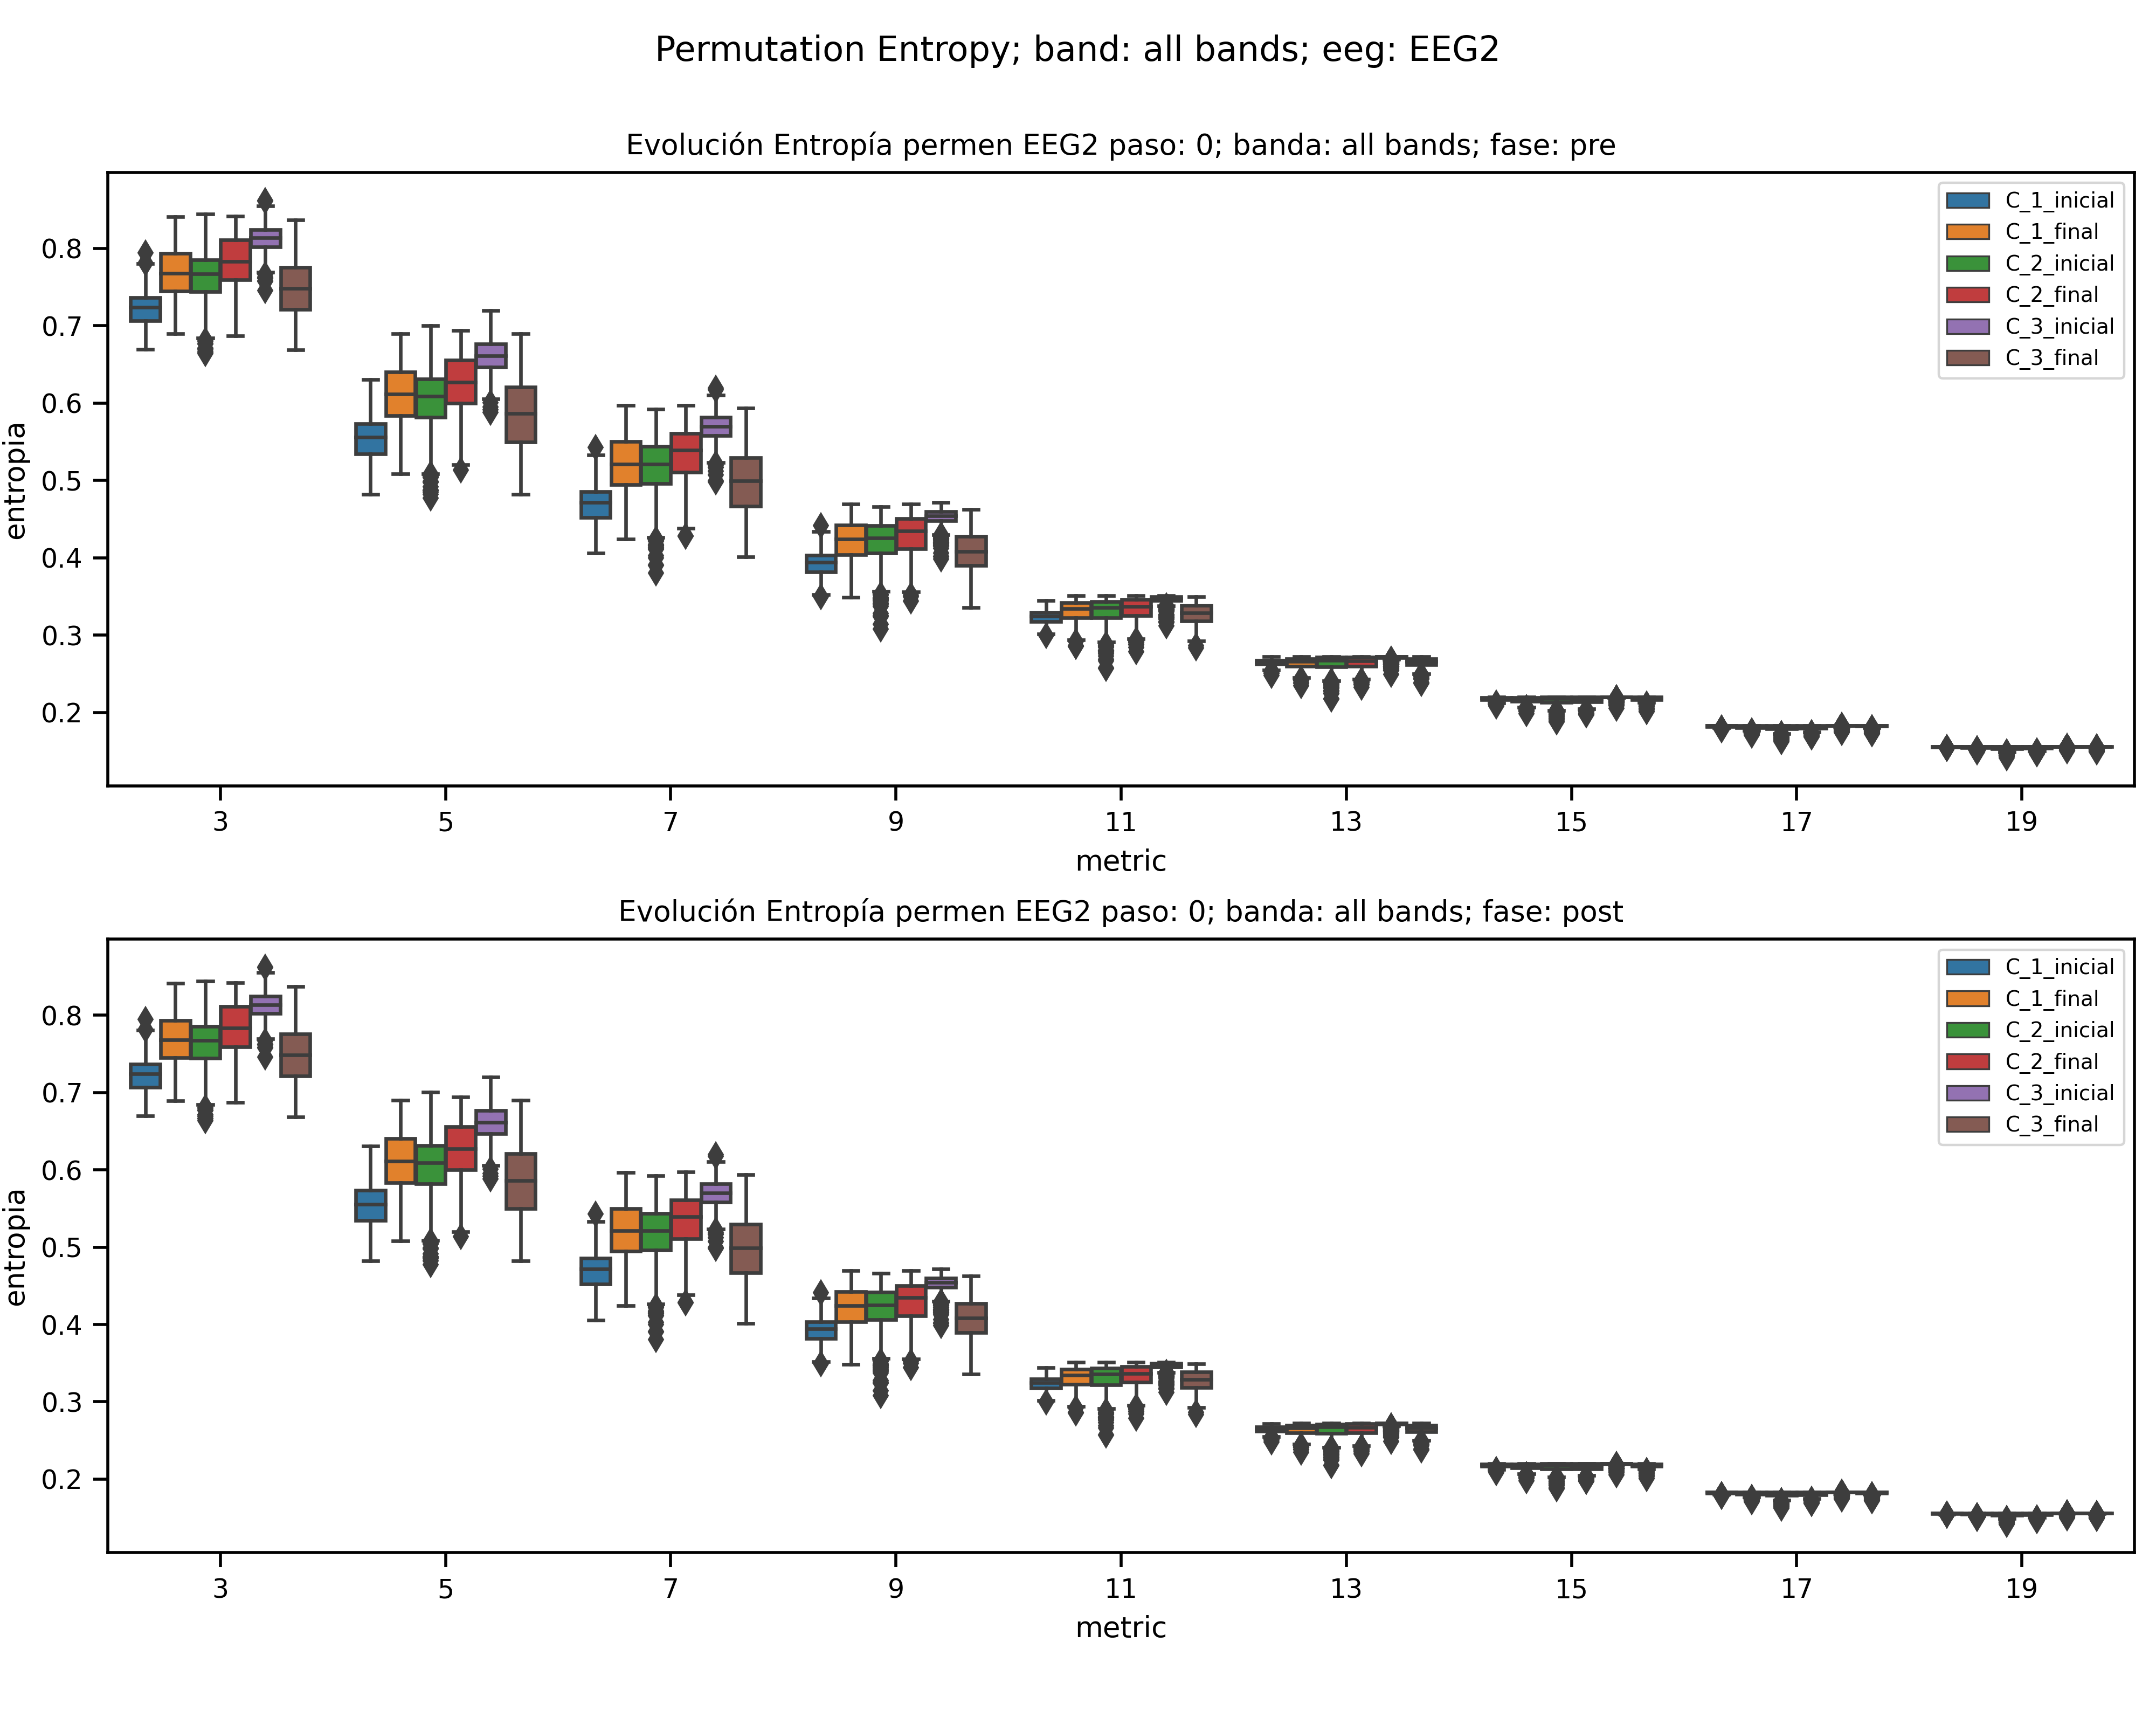 Permutation Entropy; band: all bands; eeg: EEG2
Evolución Entropía permen EEG2 paso: 0; banda: all bands; fase: pre
entropia
0.8
0.7
0.6
0.5
0.4
0.3
0.2
C_1_inicial
C_1_final
C_2_inicial
C_2_final
C_3_inicial
C_3_final
3 5 7 9 11 13 15 17 19
metric
Evolución Entropía permen EEG2 paso: 0; banda: all bands; fase: post
entropia
0.8
0.7
0.6
0.5
0.4
0.3
0.2
C_1_inicial
C_1_final
C_2_inicial
C_2_final
C_3_inicial
C_3_final
3 5 7 9 11 13 15 17 19
metric